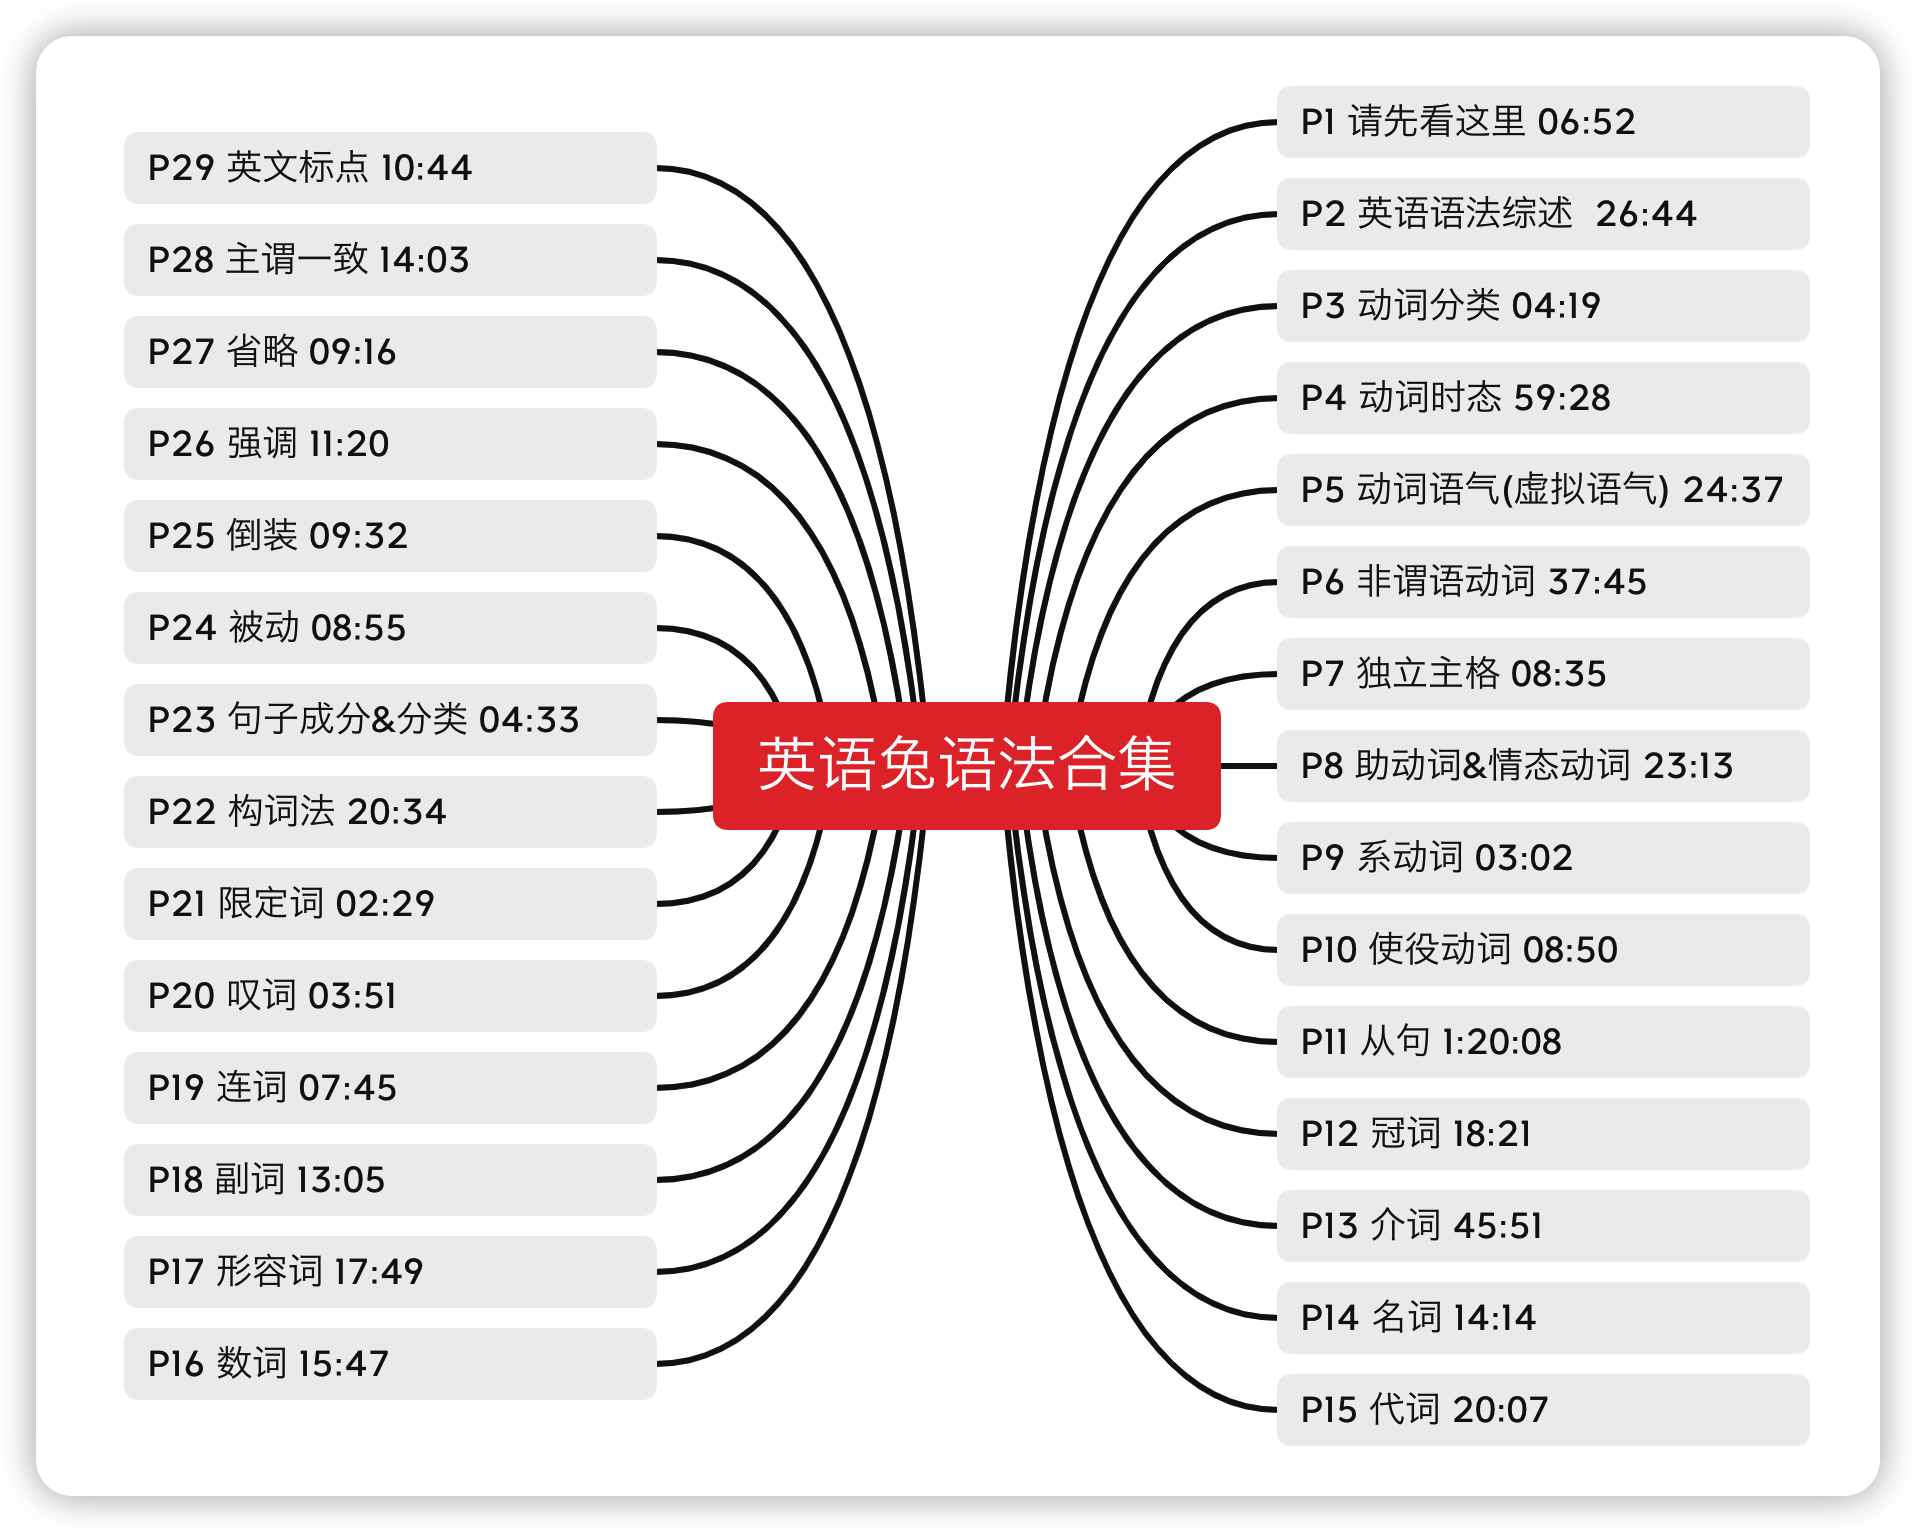 英语兔语法合集
P1 请先看这里 06:52
P2 英语语法综述  26:44
P3 动词分类 04:19
P4 动词时态 59:28
P5 动词语气(虚拟语气) 24:37
P6 非谓语动词 37:45
P7 独立主格 08:35
P8 助动词&情态动词 23:13
P9 系动词 03:02
P10 使役动词 08:50
P11 从句 1:20:08
P12 冠词 18:21
P13 介词 45:51
P14 名词 14:14
P15 代词 20:07
P16 数词 15:47
P17 形容词 17:49
P18 副词 13:05
P19 连词 07:45
P20 叹词 03:51
P21 限定词 02:29
P22 构词法 20:34
P23 句子成分&分类 04:33
P24 被动 08:55
P25 倒装 09:32
P26 强调 11:20
P27 省略 09:16
P28 主谓一致 14:03
P29 英文标点 10:44